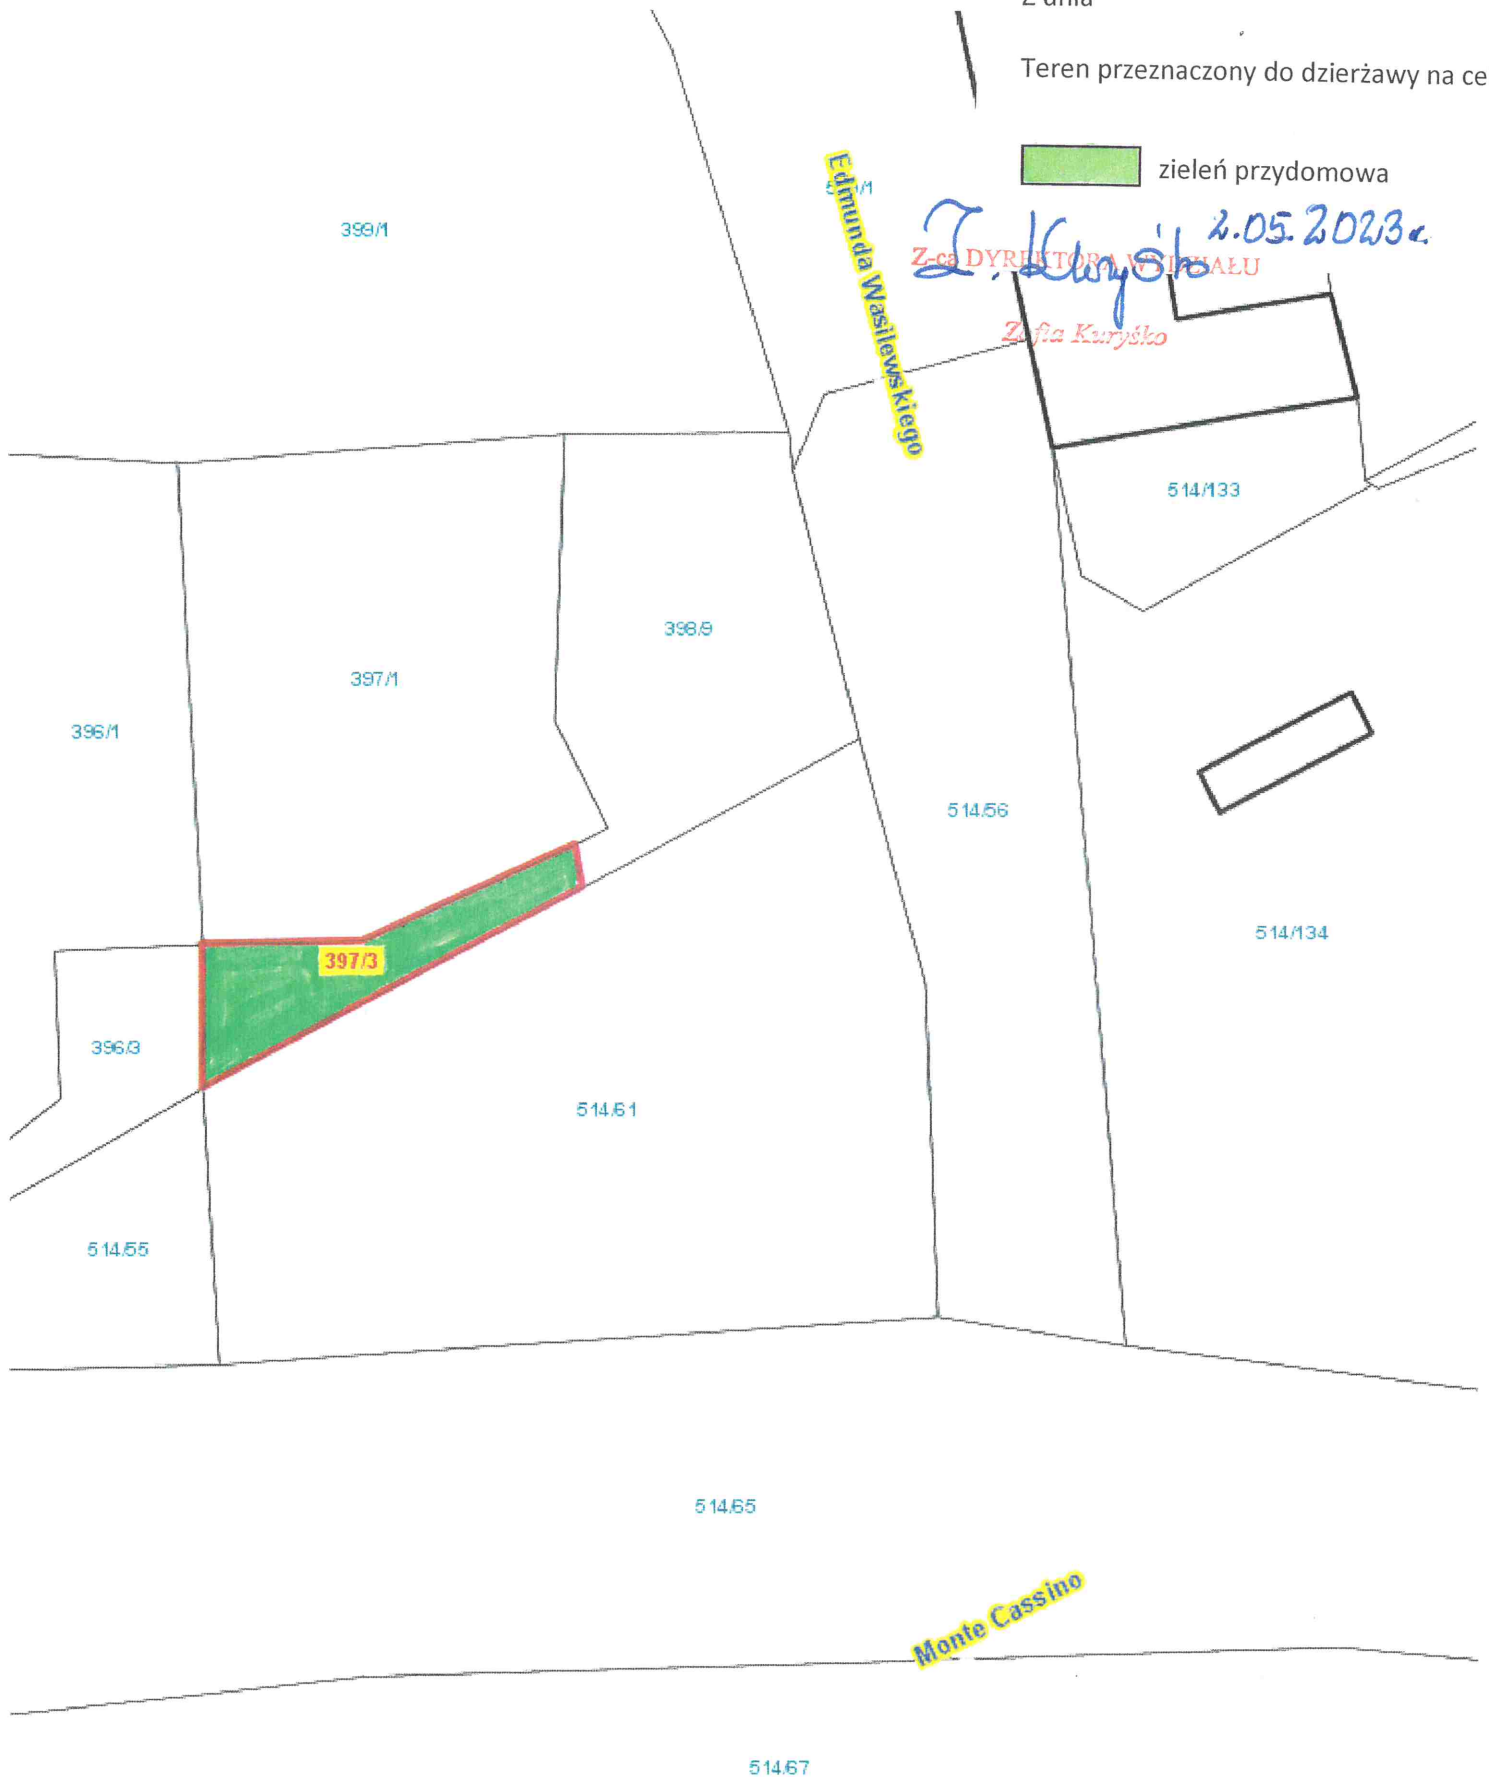 Z dnia
Teren przeznaczony do dzierżawy na ce
zieleń przydomowa
Z. Kuryśko 2.05.2023r.
Z-ca DYREKTORA WYDZIAŁU
Zofia Kuryśko
Edmunda Wasilewskiego
399/1
514/133
398/9
397/1
396/1
514/56
514/134
397/3
396/3
514/61
514/55
514/65
Monte Cassino
514/67